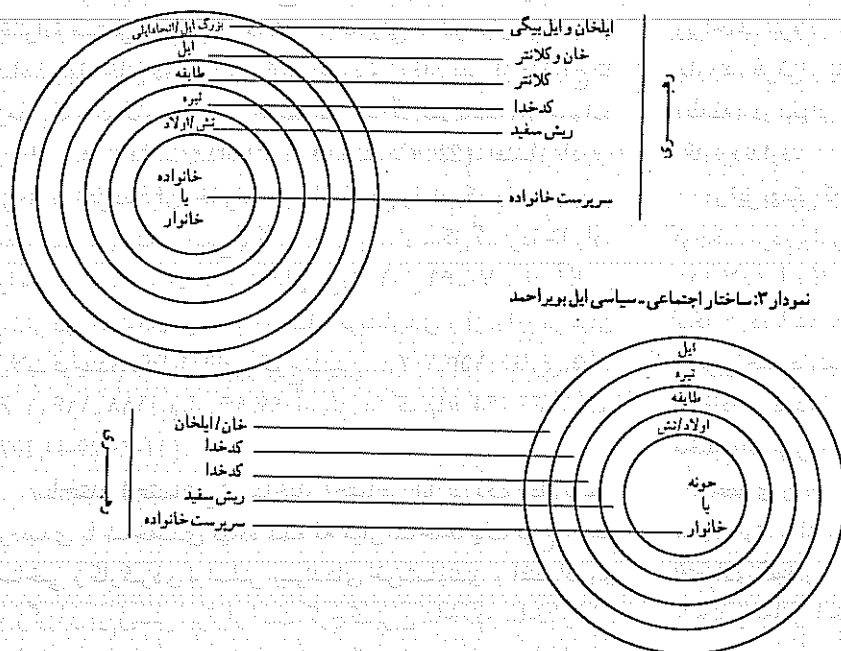 بزرگ ایل/اتحادایلی
ایل
طایفه
تیره
تش/اولاد
خانواده
یا
خانوار
ایلخان و ایل بیگی
خان و کلانتر
کلانتر
کدخدا
ریش سفید
سرپرست خانواده
رهبری
نمودار ۳: ساختار اجتماعی ـ سیاسی ایل بویراحمد
ایل
تیره
طایفه
اولاد/تش
حونه
یا
خانوار
خان/ایلخان
کدخدا
کدخدا
ریش سفید
سرپرست خانواده
رهبری